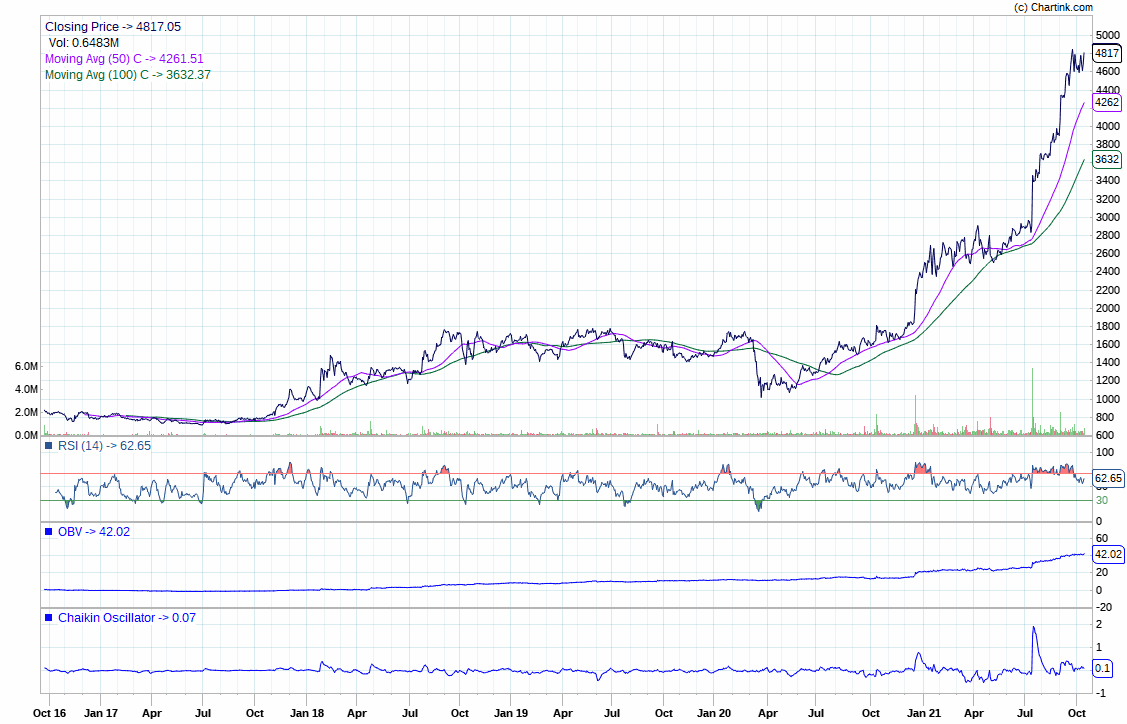 (c) Chartink.com
Closing Price -> 4817.05
Vol: 0.6483M
Moving Avg (50) C -> 4261.51
Moving Avg (100) C -> 3632.37
5000
4817
4600
4400
4262
4000
3800
3632
3400
3200
3000
2800
2600
2400
2200
2000
1800
1600
1400
1200
1000
800
600
6.0M
4.0M
2.0M
0.0M
RSI (14) -> 62.65
100
62.65
30
0
OBV -> 42.02
60
42.02
20
0
-20
Chaikin Oscillator -> 0.07
2
1
0.1
-1
Oct 16 Jan 17 Apr Jul Oct Jan 18 Apr Jul Oct Jan 19 Apr Jul Oct Jan 20 Apr Jul Oct Jan 21 Apr Jul Oct